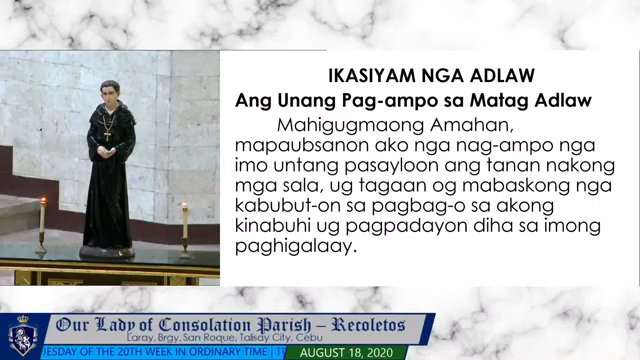 IKASIYAM NGA ADLAW
Ang Unang Pag-ampo sa Matag Adlaw
Mahigugmaong Amahan,
mapaubsanon ako nga nag-ampo nga
imo untang pasayloon ang tanan nakong
mga sala, ug tagaan og mabaskong nga
kabubut-on sa pagbag-o sa akong
kinabuhi ug pagpadayon diha sa imong
paghigalaay.
Our Lady of Consolation Parish – Recoletos
Laray, Brgy. San Roque, Talisay City, Cebu
UESDAY OF THE 20TH WEEK IN ORDINARY TIME |
AUGUST 18, 2020